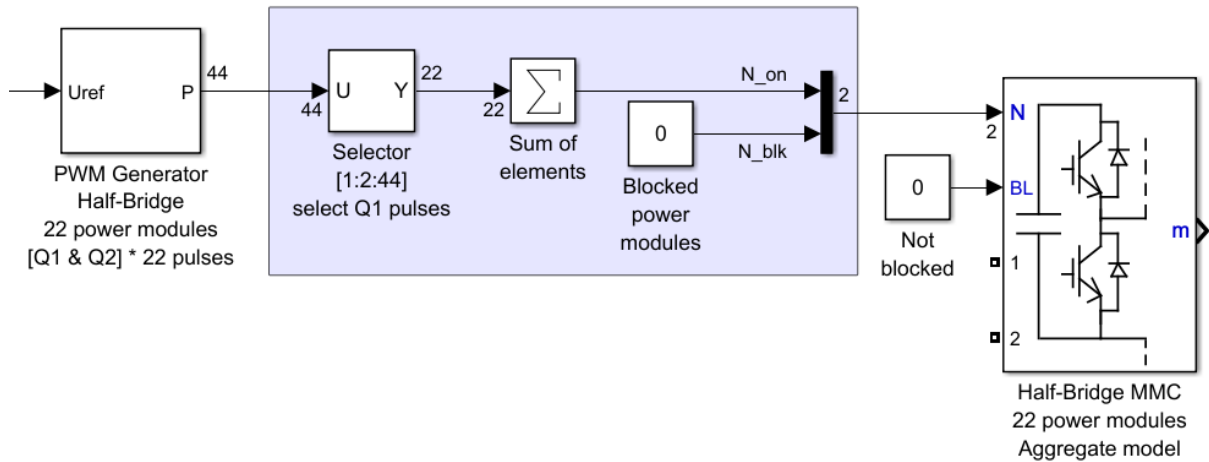 Uref
P
44
PWM Generator
Half-Bridge
22 power modules
[Q1 & Q2] * 22 pulses
44
U
Y
22
Selector
[1:2:44]
select Q1 pulses
22
∑
Sum of
elements
N_on
0
N_blk
Blocked
power
modules
2
0
Not
blocked
2
N
BL
1
2
m
Half-Bridge MMC
22 power modules
Aggregate model